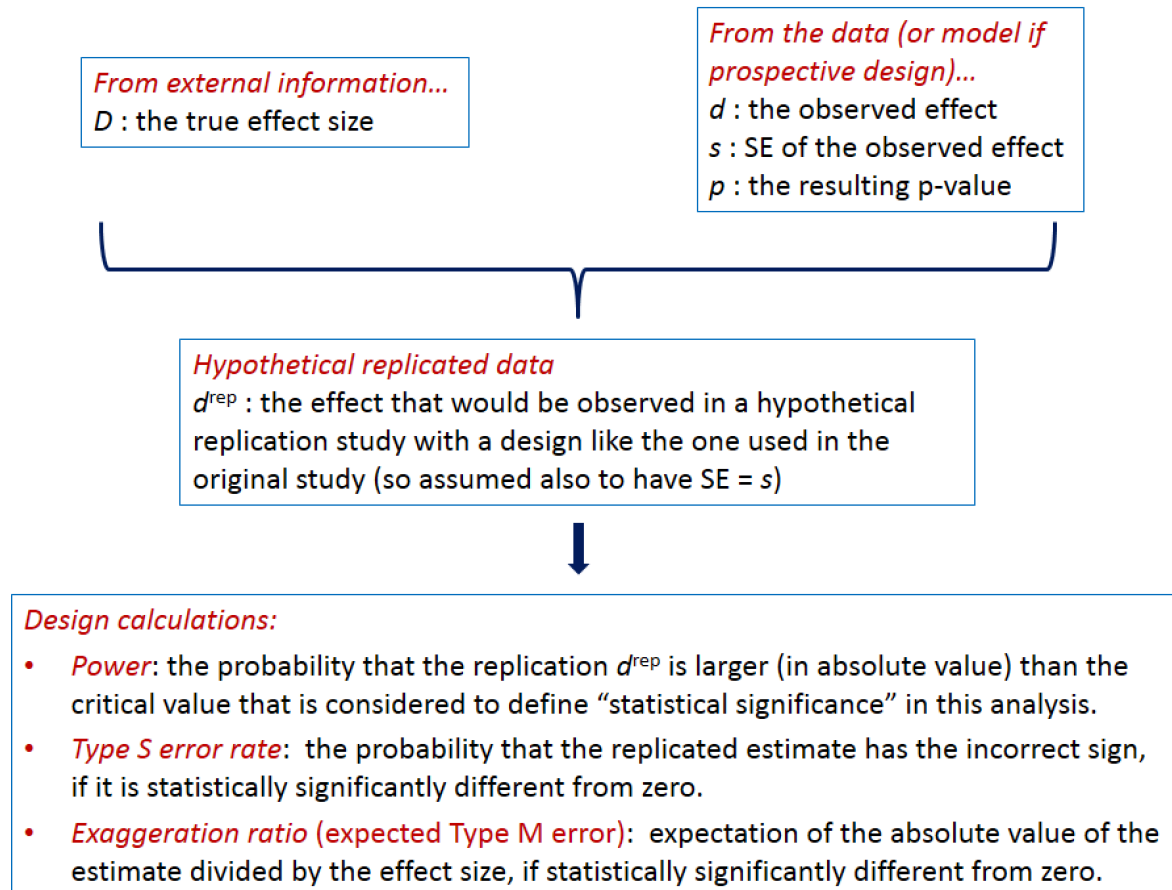 From external information...
D : the true effect size
From the data (or model if
prospective design)...
d : the observed effect
s : SE of the observed effect
p : the resulting p-value
Hypothetical replicated data
d^rep : the effect that would be observed in a hypothetical
replication study with a design like the one used in the
original study (so assumed also to have SE = s)
Design calculations:
• Power: the probability that the replication d^rep is larger (in absolute value) than the
critical value that is considered to define “statistical significance” in this analysis.
• Type S error rate: the probability that the replicated estimate has the incorrect sign,
if it is statistically significantly different from zero.
• Exaggeration ratio (expected Type M error): expectation of the absolute value of the
estimate divided by the effect size, if statistically significantly different from zero.